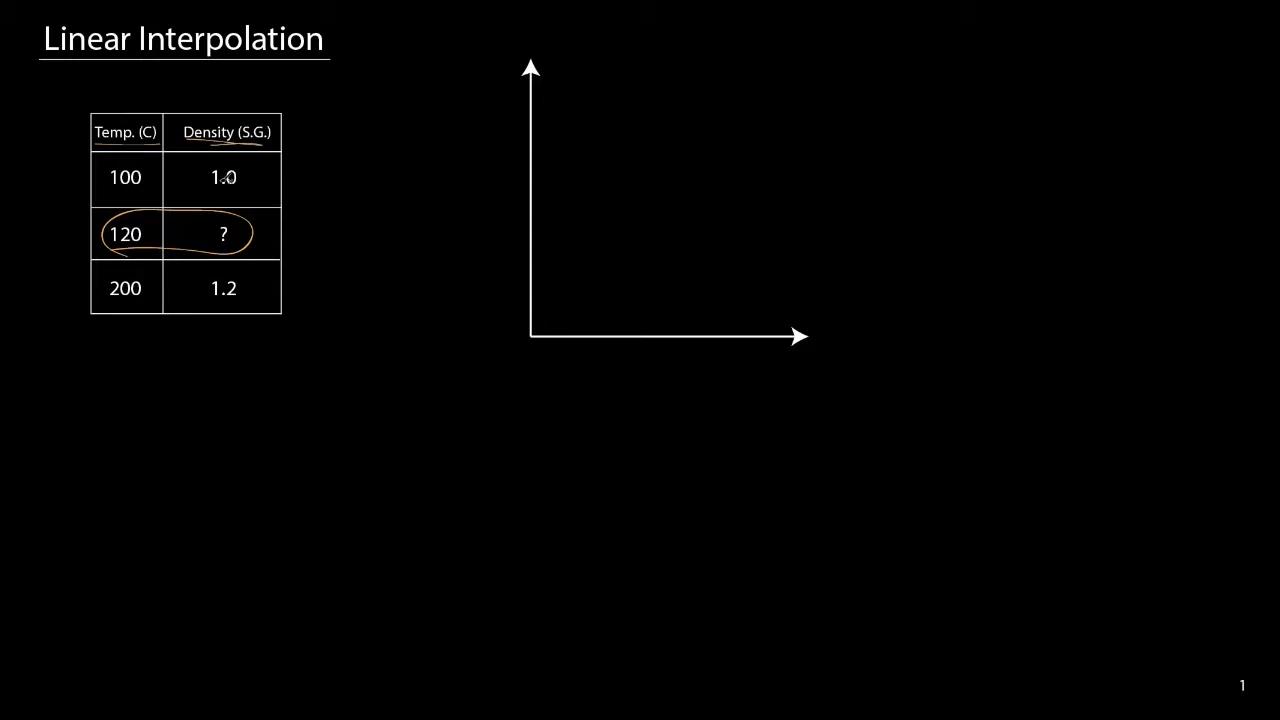 Linear Interpolation
Temp. (C) Density (S.G.)
100 1.0
120 ?
200 1.2
1